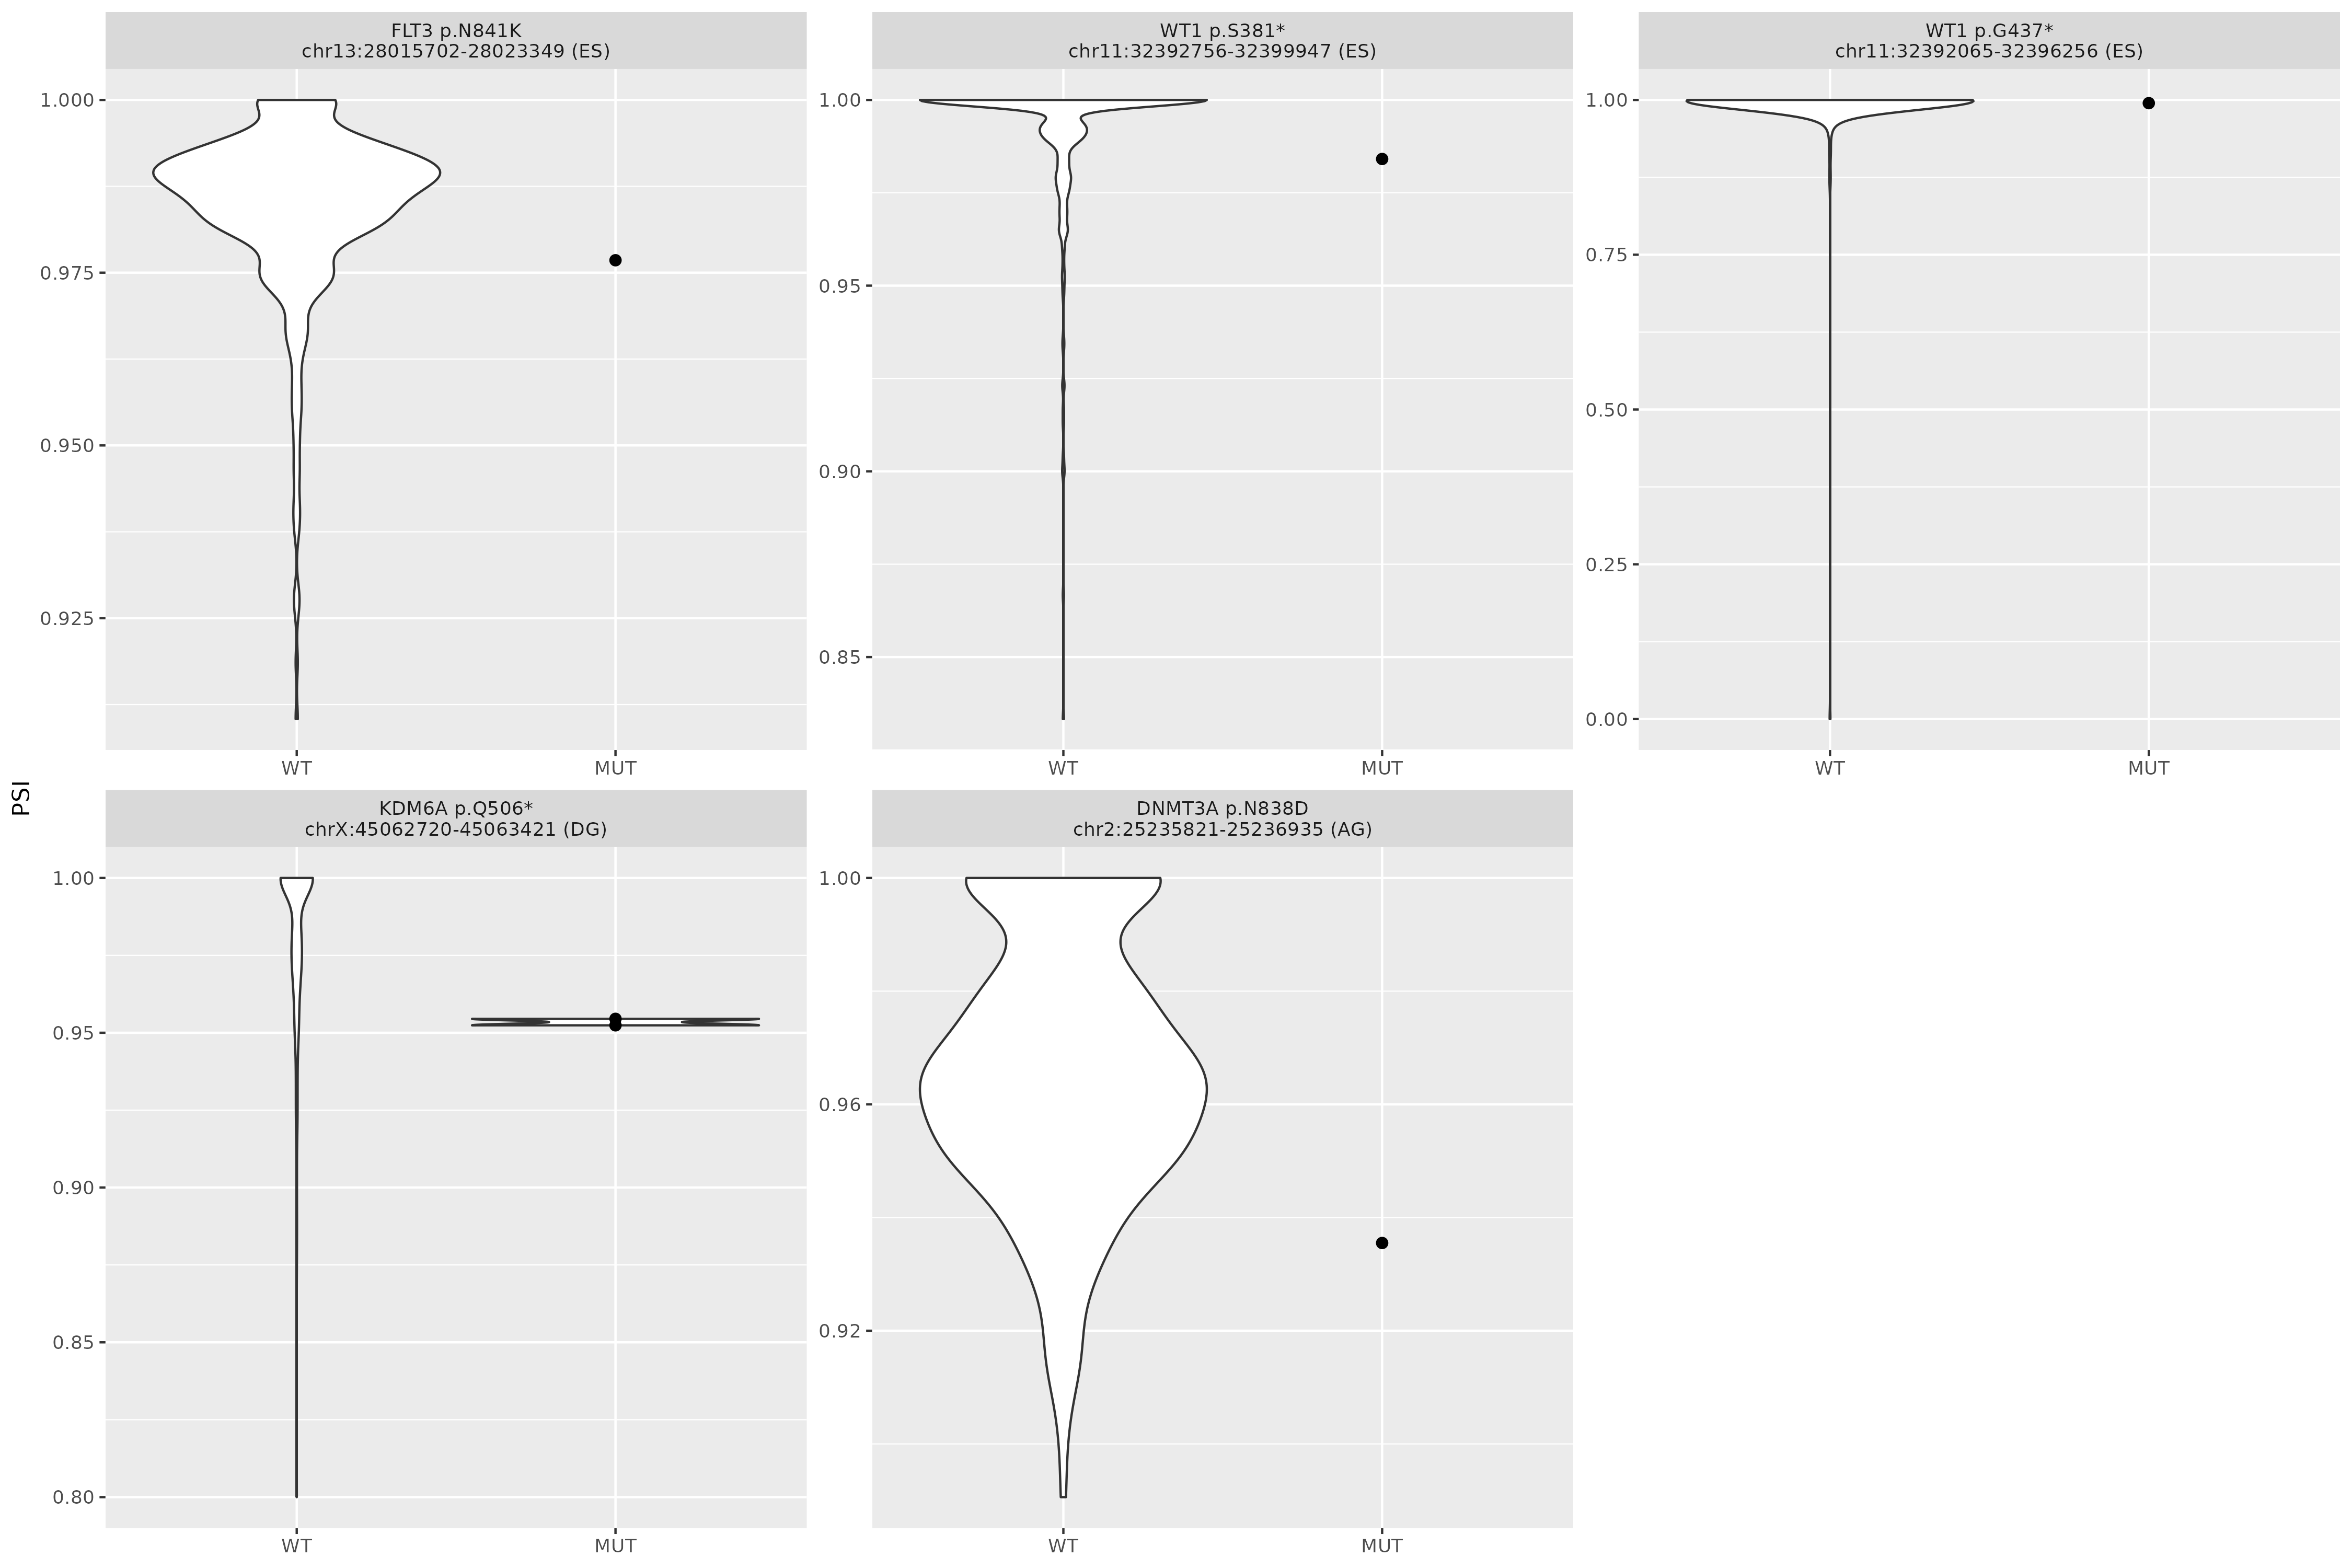 PSI
FLT3 p.N841K
chr13:28015702-28023349 (ES)
1.000
0.975
0.950
0.925
WT
MUT
WT1 p.S381*
chr11:32392756-32399947 (ES)
1.00
0.95
0.90
0.85
WT
MUT
WT1 p.G437*
chr11:32392065-32396256 (ES)
1.00
0.75
0.50
0.25
0.00
WT
MUT
KDM6A p.Q506*
chrX:45062720-45063421 (DG)
1.00
0.95
0.90
0.85
0.80
WT
MUT
DNMT3A p.N838D
chr2:25235821-25236935 (AG)
1.00
0.96
0.92
WT
MUT